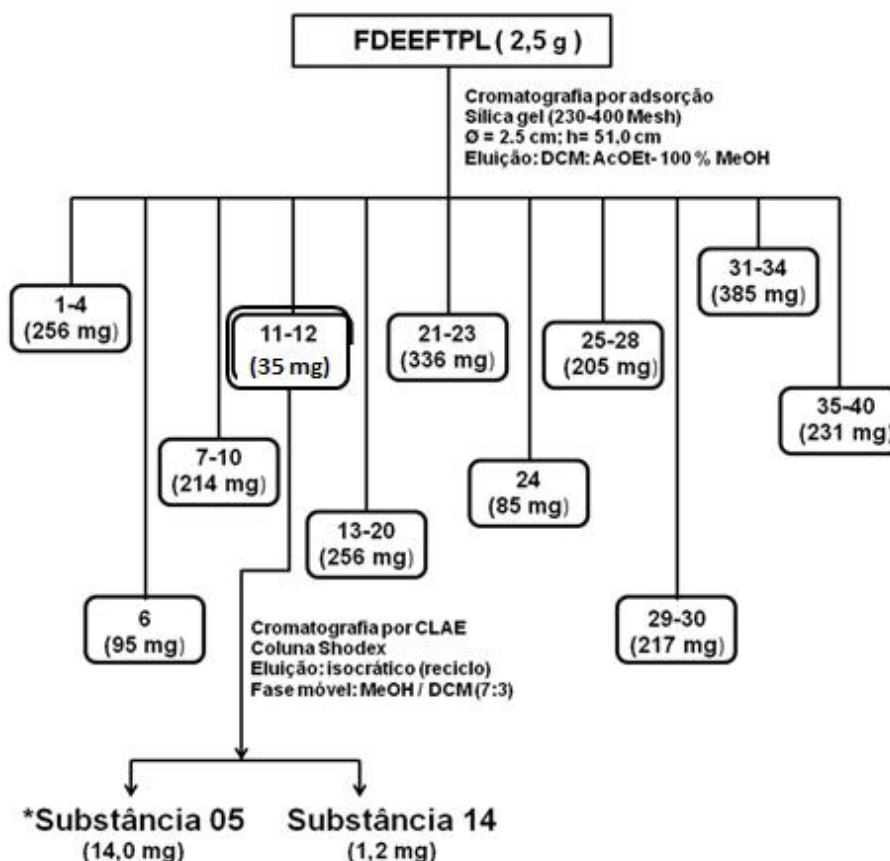 FDEEFTPL ( 2,5 g )
Cromatografia por adsorção
Sílica gel (230-400 Mesh)
Ø = 2.5 cm; h= 51,0 cm
Eluição: DCM: AcOEt- 100 % MeOH
1-4
(256 mg)
6
(95 mg)
7-10
(214 mg)
11-12
(35 mg)
13-20
(256 mg)
21-23
(336 mg)
24
(85 mg)
25-28
(205 mg)
29-30
(217 mg)
31-34
(385 mg)
35-40
(231 mg)
Cromatografia por CLAE
Coluna Shodex
Eluição: isocrático (reciclo)
Fase móvel: MeOH / DCM (7:3)
*Substância 05
(14,0 mg)
Substância 14
(1,2 mg)